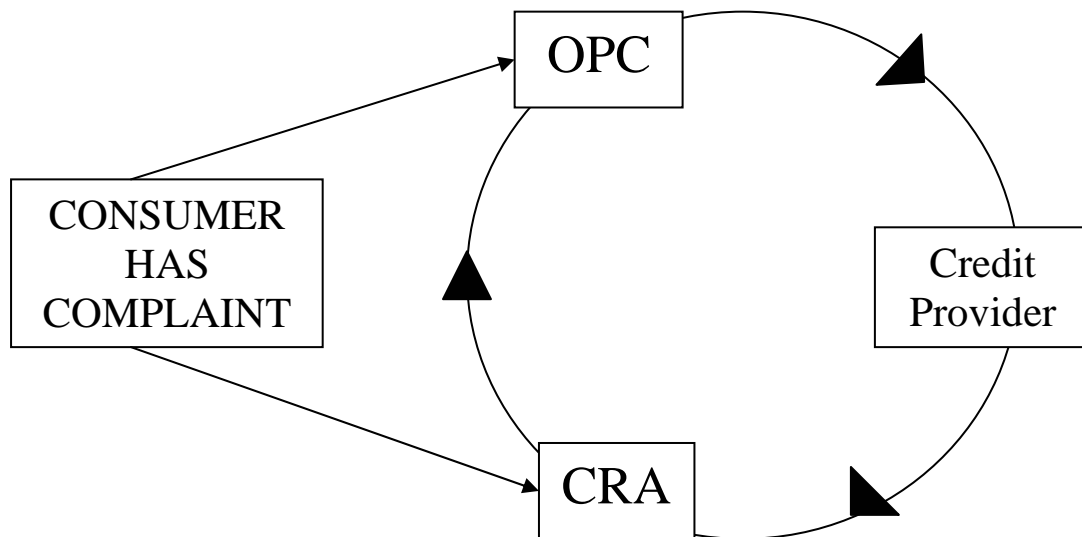 OPC
CONSUMER
HAS
COMPLAINT
Credit
Provider
CRA